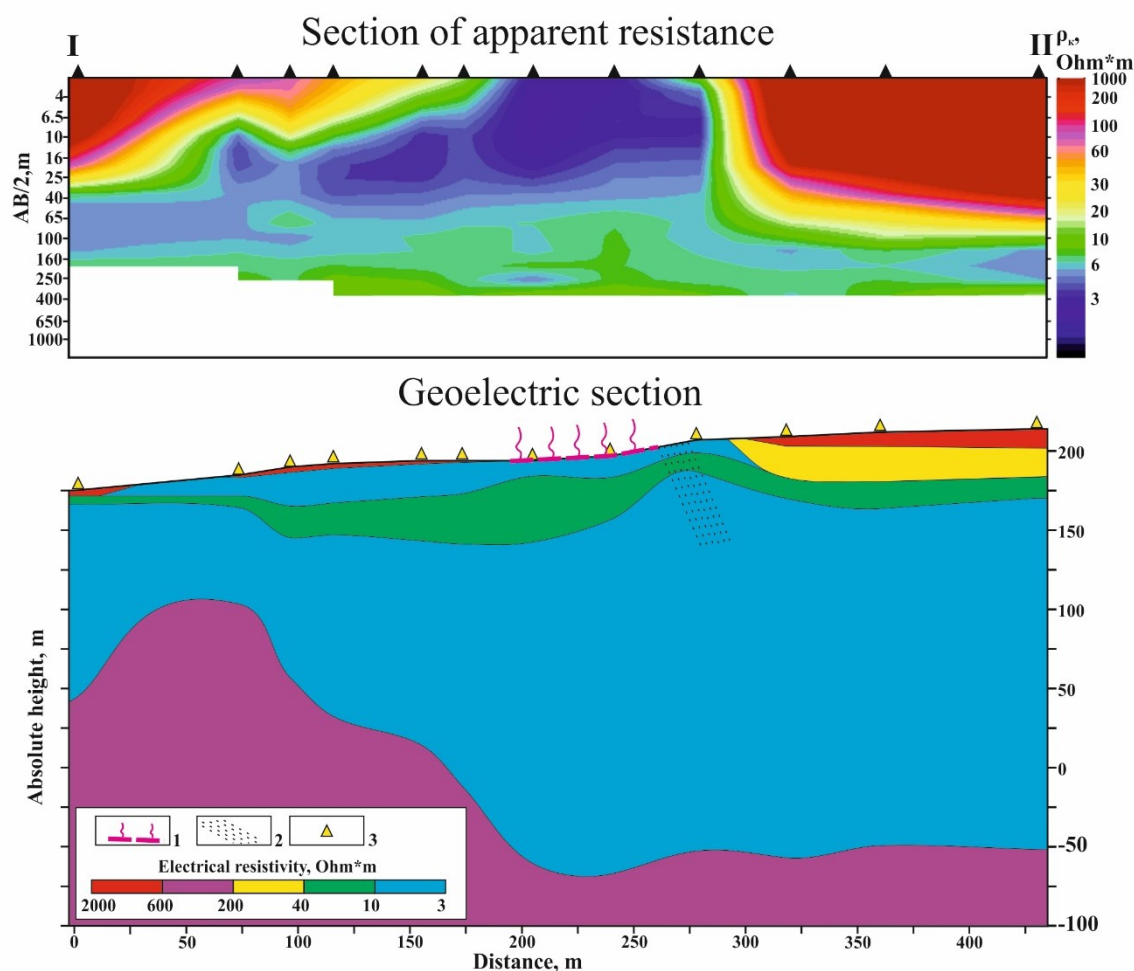 Section of apparent resistance
I
II
ρκ,
Ohm*m
AB/2,m
4
6.5
10
16
25
40
65
100
160
250
400
650
1000
1000
200
100
60
30
20
10
6
3
Geoelectric section
Absolute height, m
200
150
100
50
0
-50
-100
1
2
3
Electrical resistivity, Ohm*m
2000 600 200 40 10 3
0 50 100 150 200 250 300 350 400
Distance, m